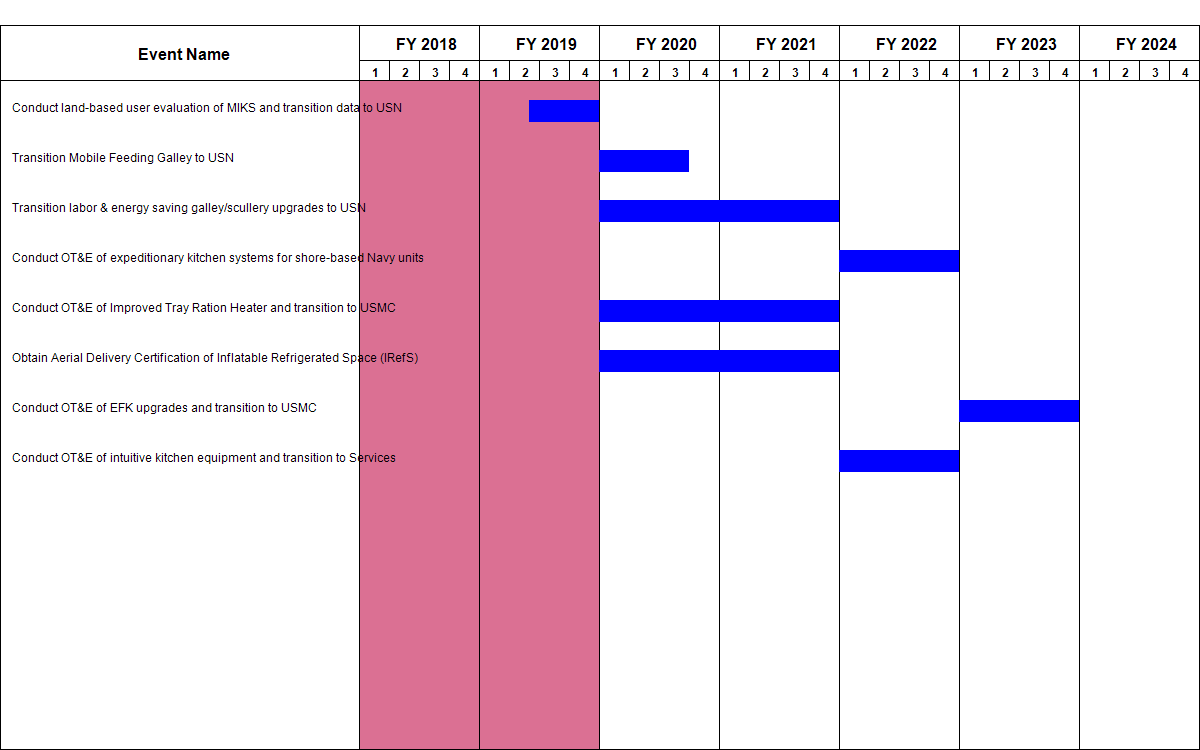 Event Name
FY 2018 FY 2019 FY 2020 FY 2021 FY 2022 FY 2023 FY 2024
1 2 3 4 1 2 3 4 1 2 3 4 1 2 3 4 1 2 3 4 1 2 3 4 1 2 3 4
Conduct land-based user evaluation of MIKS and transition data to USN
Transition Mobile Feeding Galley to USN
Transition labor & energy saving galley/scullery upgrades to USN
Conduct OT&E of expeditionary kitchen systems for shore-based Navy units
Conduct OT&E of Improved Tray Ration Heater and transition to USMC
Obtain Aerial Delivery Certification of Inflatable Refrigerated Space (IRefS)
Conduct OT&E of EFK upgrades and transition to USMC
Conduct OT&E of intuitive kitchen equipment and transition to Services